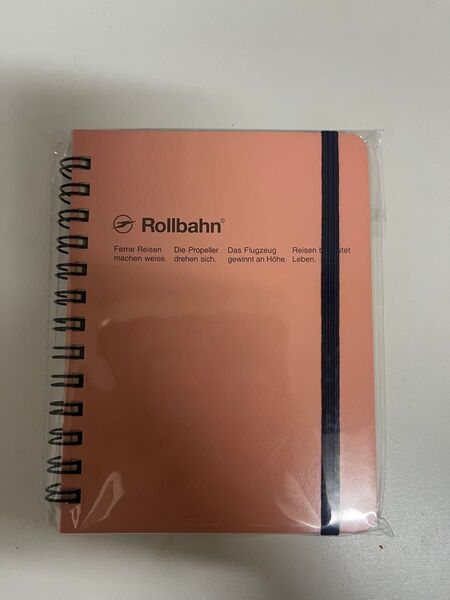 Rollbahn®
Ferne Reisen Die Propeller Das Flugzeug Reisen
machen weise. drehen sich. gewinnt an Höhe. Leben.